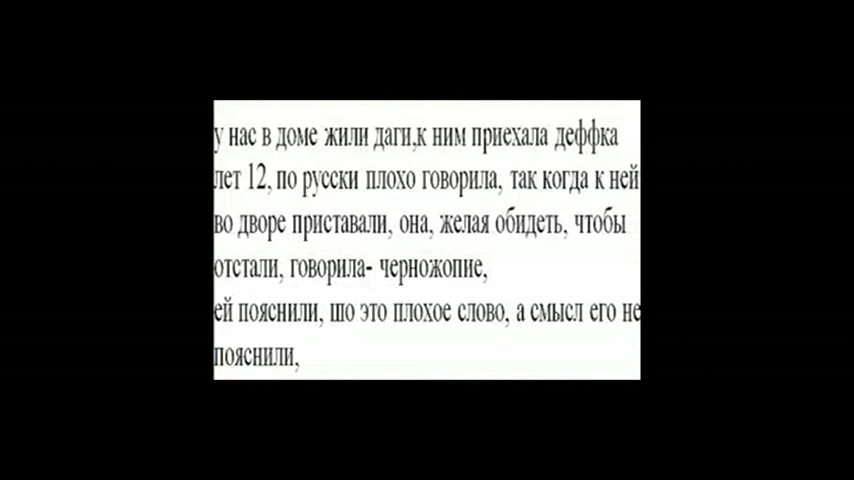 у нас в доме жили даги,к ним приехала деффка
лет 12, по русски плохо говорила, так когда к ней
во дворе приставали, она, желая обидеть, чтобы
отстали, говорила- черножопие,
ей пояснили, шо это плохое слово, а смысл его не
пояснили,